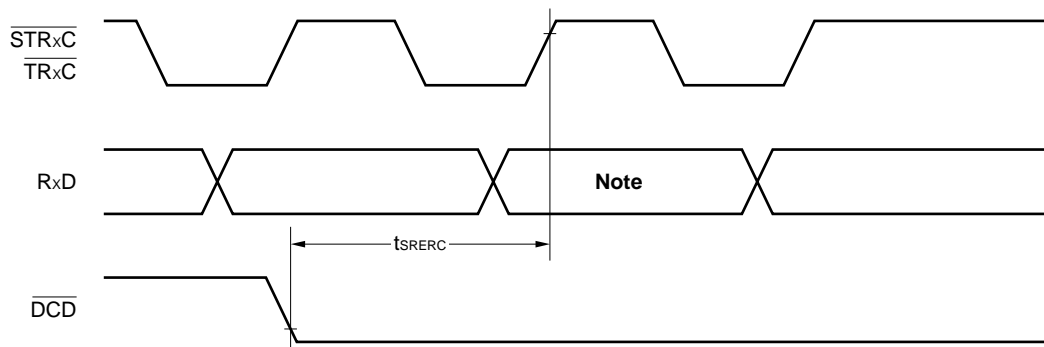 STRxC
TRxC
RxD
Note
tSRERC
DCD